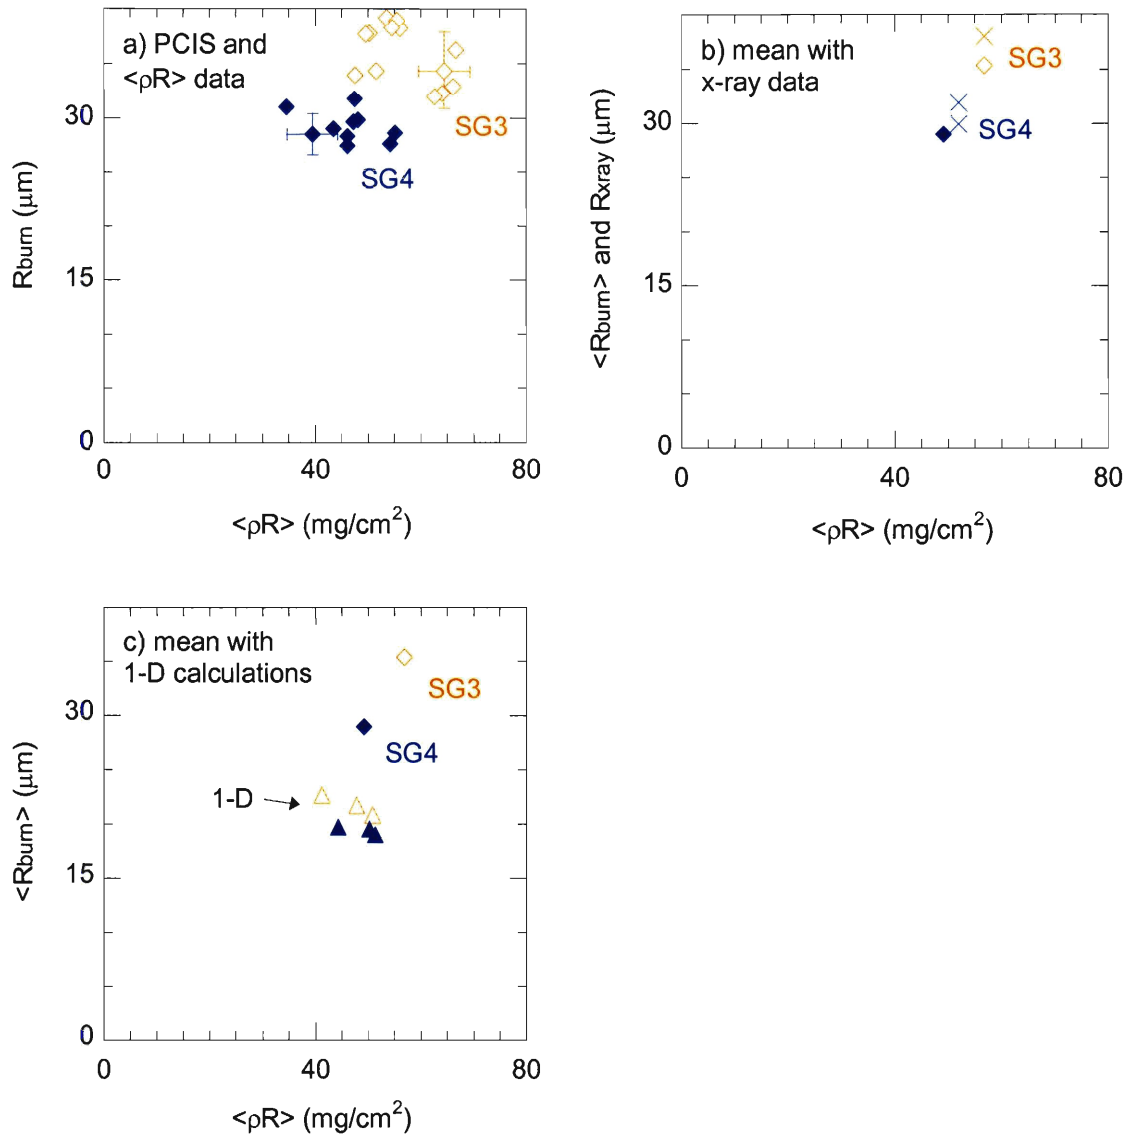 a) PCIS and
<ρR> data
SG3
SG4
30
15
0
0
40
80
Rburn (μm)
<ρR> (mg/cm2)
b) mean with
x-ray data
SG3
SG4
30
15
0
0
40
80
<Rburn> and Rxray (μm)
<ρR> (mg/cm2)
c) mean with
1-D calculations
SG3
SG4
1-D
30
15
0
0
40
80
<Rburn> (μm)
<ρR> (mg/cm2)